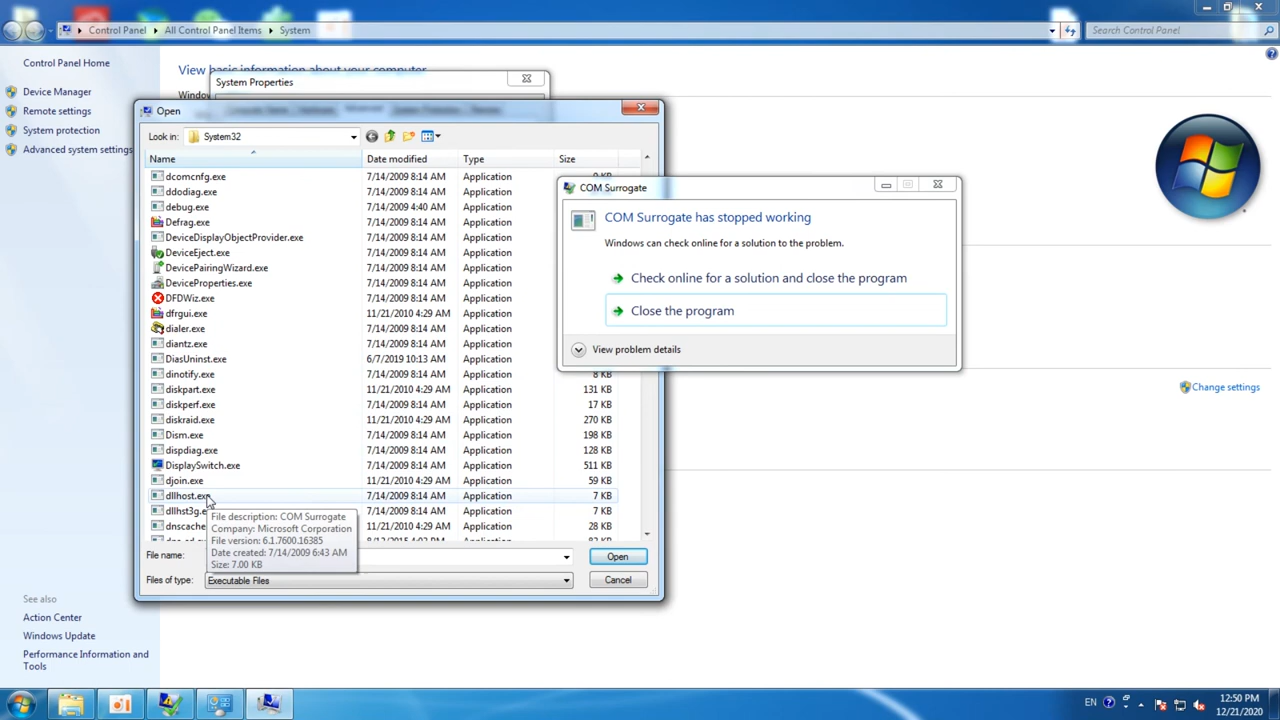 Control Panel
All Control Panel Items
System
Search Control Panel
Control Panel Home
Device Manager
Remote settings
System protection
Advanced system settings
View basic information about your computer
System Properties
Open
Advanced
Look in:
System32
Name
Date modified
Type
Size
dcomcnfg.exe 7/14/2009 8:14 AM Application
ddodiag.exe 7/14/2009 8:14 AM Application
debug.exe 7/14/2009 4:40 AM Application
Defrag.exe 7/14/2009 8:14 AM Application
DeviceDisplayObjectProvider.exe 7/14/2009 8:14 AM Application
DeviceEject.exe 7/14/2009 8:14 AM Application
DevicePairingWizard.exe 7/14/2009 8:14 AM Application
DeviceProperties.exe 7/14/2009 8:14 AM Application
DFDWiz.exe 7/14/2009 8:14 AM Application
dfrgui.exe 11/21/2010 4:29 AM Application
dialer.exe 7/14/2009 8:14 AM Application
diantz.exe 7/14/2009 8:14 AM Application
DiasUninst.exe 6/7/2019 10:13 AM Application
dinotify.exe 7/14/2009 8:14 AM Application 8 KB
diskpart.exe 11/21/2010 4:29 AM Application 131 KB
diskperf.exe 7/14/2009 8:14 AM Application 17 KB
diskraid.exe 11/21/2010 4:29 AM Application 270 KB
Dism.exe 7/14/2009 8:14 AM Application 198 KB
dispdiag.exe 7/14/2009 8:14 AM Application 128 KB
DisplaySwitch.exe 7/14/2009 8:14 AM Application 511 KB
djoin.exe 11/21/2010 4:29 AM Application 59 KB
dllhost.exe 7/14/2009 8:14 AM Application 7 KB
7/14/2009 8:14 AM Application 7 KB
11/21/2010 4:29 AM Application 28 KB
File description: COM Surrogate
Company: Microsoft Corporation
File version: 6.1.7600.16385
Date created: 7/14/2009 6:43 AM
Size: 7.00 KB
File name:
Open
Files of type:
Executable Files
Cancel
COM Surrogate
COM Surrogate has stopped working
Windows can check online for a solution to the problem.
Check online for a solution and close the program
Close the program
View problem details
Change settings
See also
Action Center
Windows Update
Performance Information and
Tools
EN
12:50 PM
12/21/2020